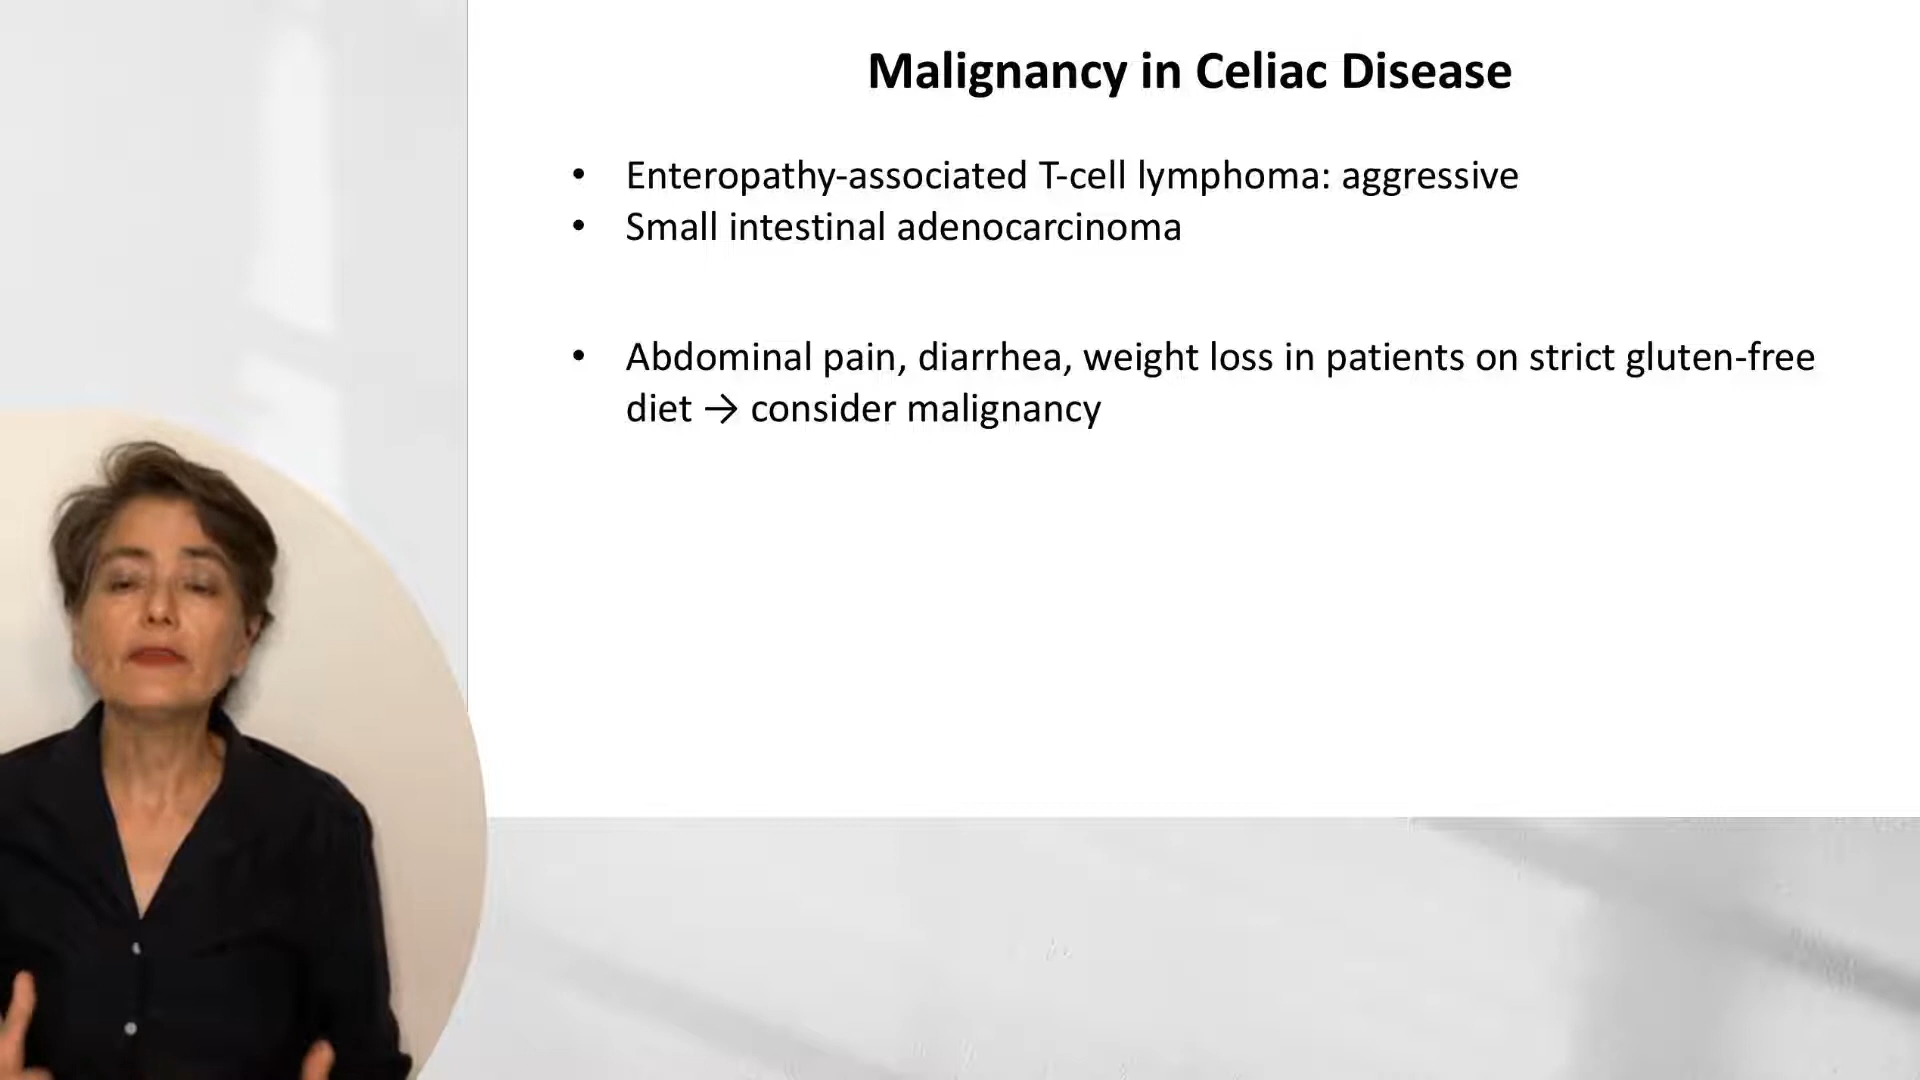 Malignancy in Celiac Disease
• Enteropathy-associated T-cell lymphoma: aggressive
• Small intestinal adenocarcinoma
• Abdominal pain, diarrhea, weight loss in patients on strict gluten-free
diet → consider malignancy